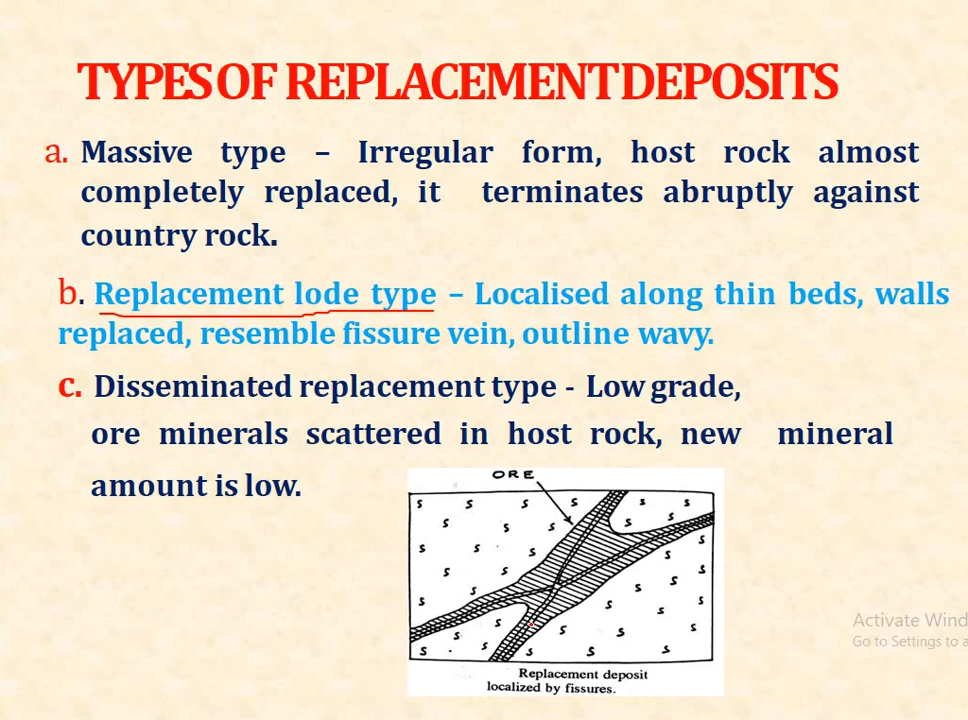 TYPES OF REPLACEMENT DEPOSITS
a. Massive type – Irregular form, host rock almost
completely replaced, it terminates abruptly against
country rock.
b. Replacement lode type – Localised along thin beds, walls
replaced, resemble fissure vein, outline wavy.
c. Disseminated replacement type - Low grade,
ore minerals scattered in host rock, new mineral
amount is low.
ORE
Replacement deposit
localized by fissures.
Activate Wind
Go to Settings to a